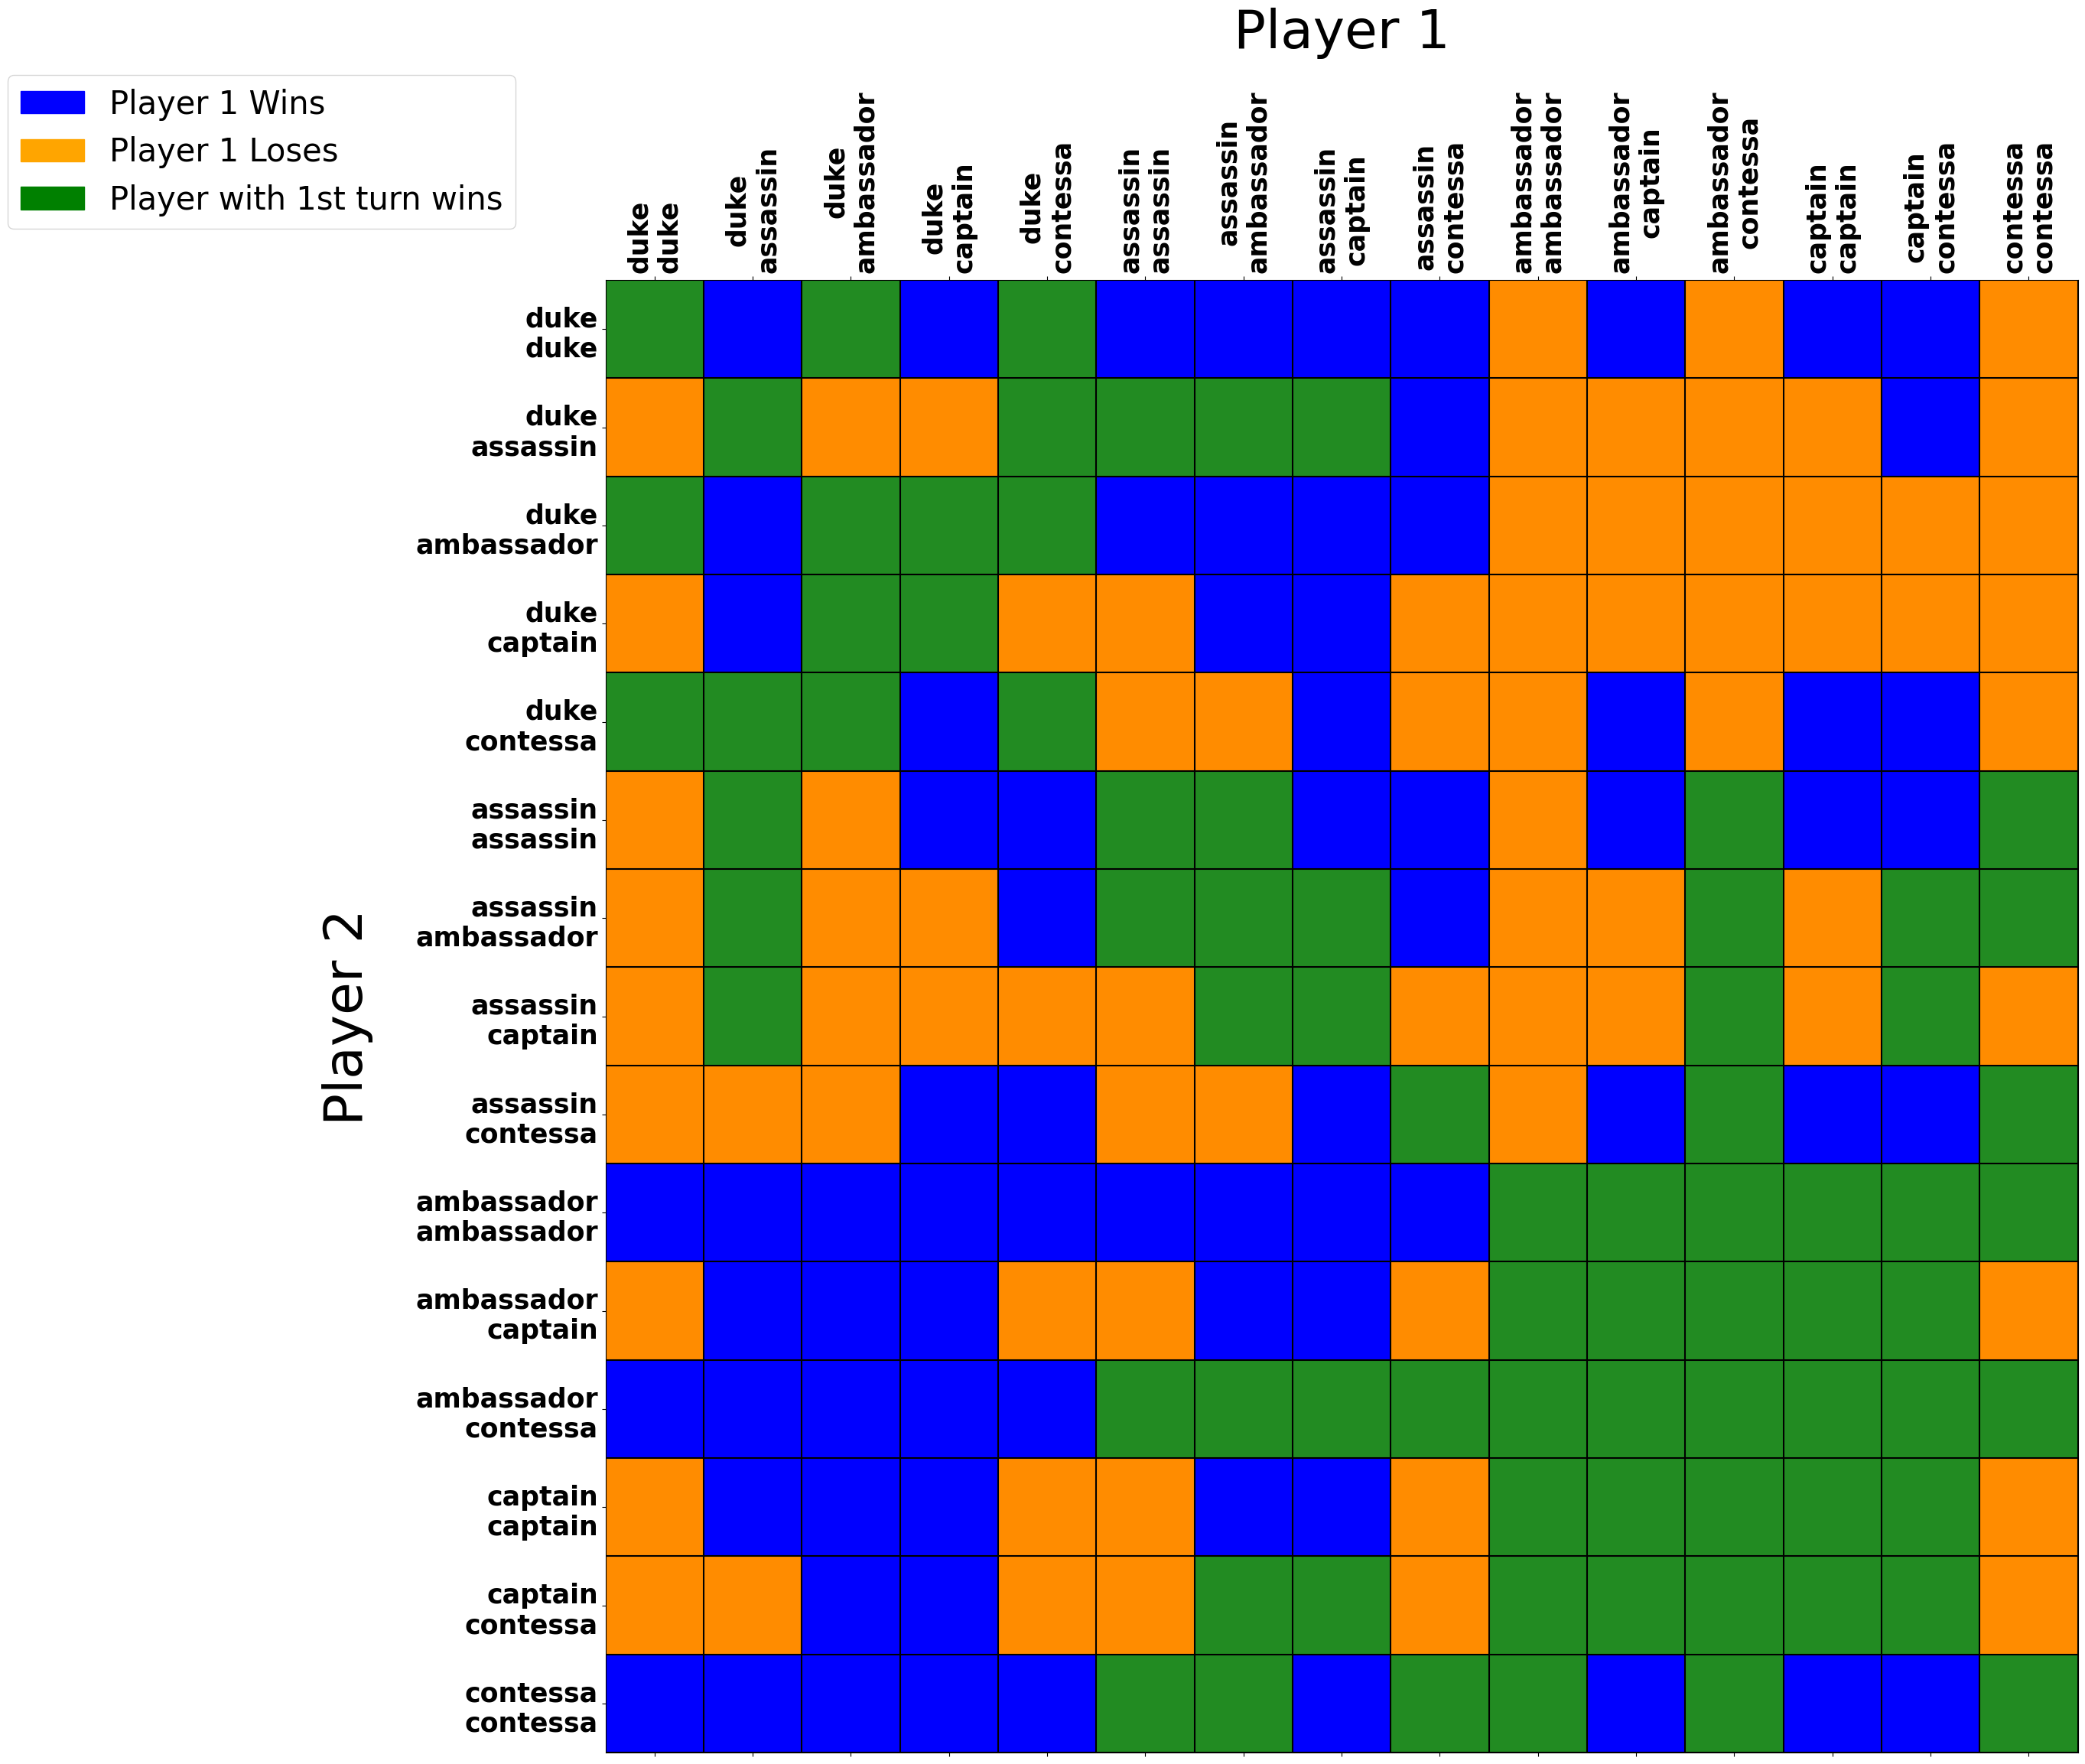 Player 1
Player 1 Wins
Player 1 Loses
Player with 1st turn wins
duke
duke
duke
assassin
duke
ambassador
duke
captain
duke
contessa
assassin
assassin
assassin
ambassador
assassin
captain
assassin
contessa
ambassador
ambassador
ambassador
captain
ambassador
contessa
captain
captain
captain
contessa
contessa
contessa
Player 2
duke
duke
duke
assassin
duke
ambassador
duke
captain
duke
contessa
assassin
assassin
assassin
ambassador
assassin
captain
assassin
contessa
ambassador
ambassador
ambassador
captain
ambassador
contessa
captain
captain
captain
contessa
contessa
contessa